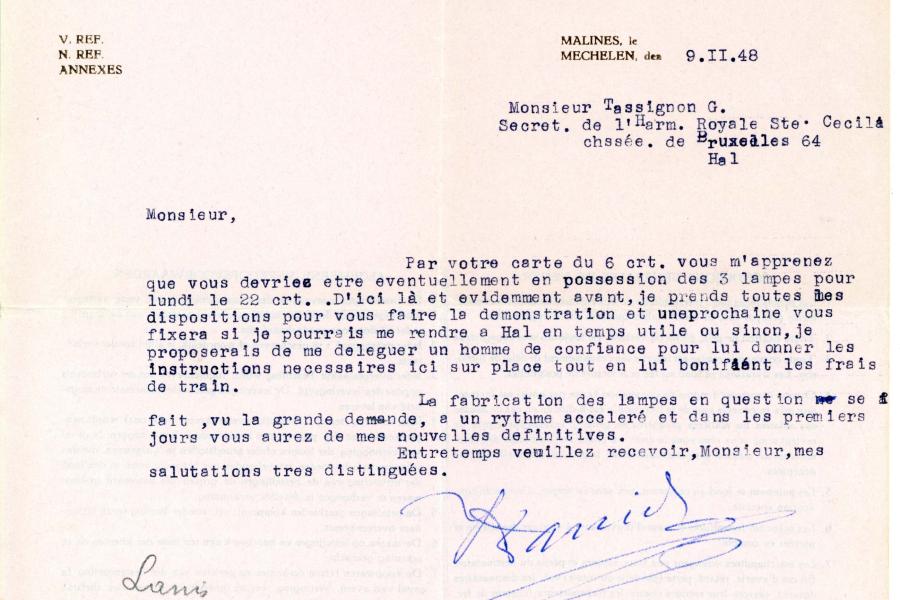 V. REF.
N. REF.
ANNEXES
MALINES, le
MECHELEN, den 9.II.48
Monsieur Tassignon G.
Secret. de l'Harm. Royale Ste. Cecila
chssée. de Bruxelles 64
Hal
Monsieur,
Par votre carte du 6 crt. vous m'apprenez
que vous devriez etre eventuellement en possession des 3 lampes pour
lundi le 22 crt. .D'ici là et evidemment avant,je prends toutes les
dispositions pour vous faire la demonstration et uneprochaine vous
fixera si je pourrais me rendre a Hal en temps utile ou sinon,je
proposerais de me deleguer un homme de confiance pour lui donner les
instructions necessaires ici sur place tout en lui bonifiant les frais
de train.
La fabrication des lampes en question se
fait ,vu la grande demande, a un rythme acceleré et dans les premiers
jours vous aurez de mes nouvelles definitives.
Entretemps veuillez recevoir,Monsieur,mes
salutations tres distinguées.